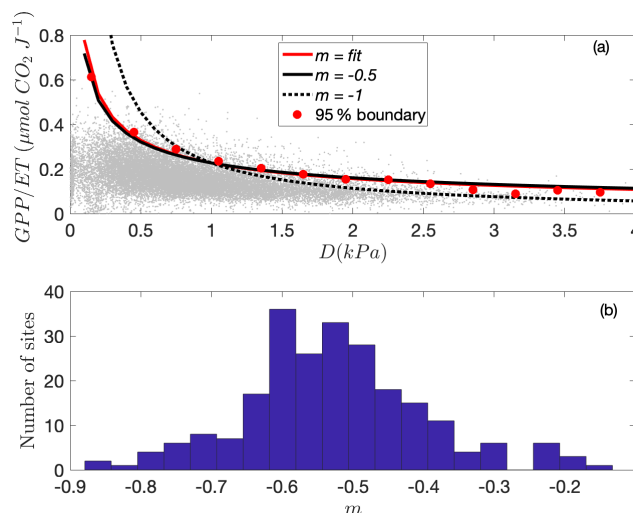 (a)
0.8
0.6
0.4
0.2
0
GPP/ET (μmol CO₂ J⁻¹)
m = fit
m = -0.5
m = -1
95 % boundary
0 0.5 1 1.5 2 2.5 3 3.5 4
D(kPa)
(b)
40
30
20
10
0
Number of sites
-0.9 -0.8 -0.7 -0.6 -0.5 -0.4 -0.3 -0.2
m